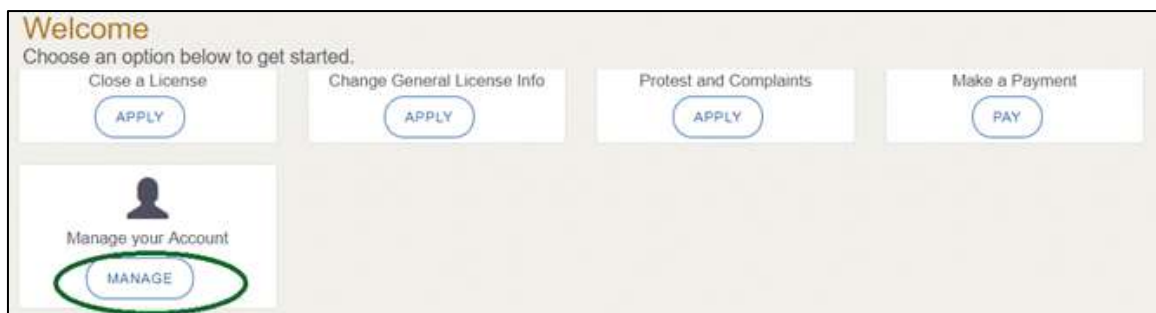 Welcome
Choose an option below to get started.
Close a License
Change General License Info
Protest and Complaints
Make a Payment
APPLY
APPLY
APPLY
PAY
Manage your Account
MANAGE